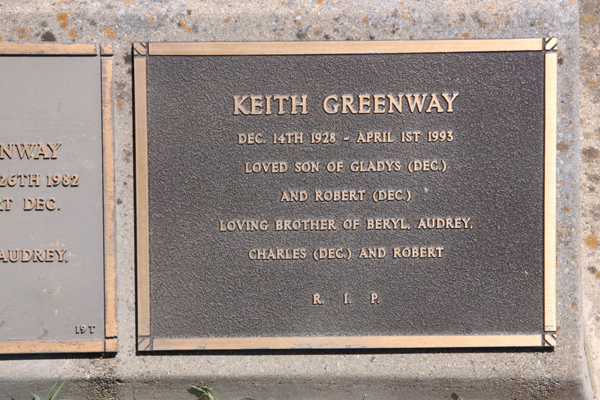 NWAY
26TH 1982
RT DEC.
AUDREY,
19T
KEITH GREENWAY
DEC. 14TH 1928 - APRIL 1ST 1993
LOVED SON OF GLADYS (DEC.)
AND ROBERT (DEC.)
LOVING BROTHER OF BERYL, AUDREY,
CHARLES (DEC.) AND ROBERT
R. I. P.